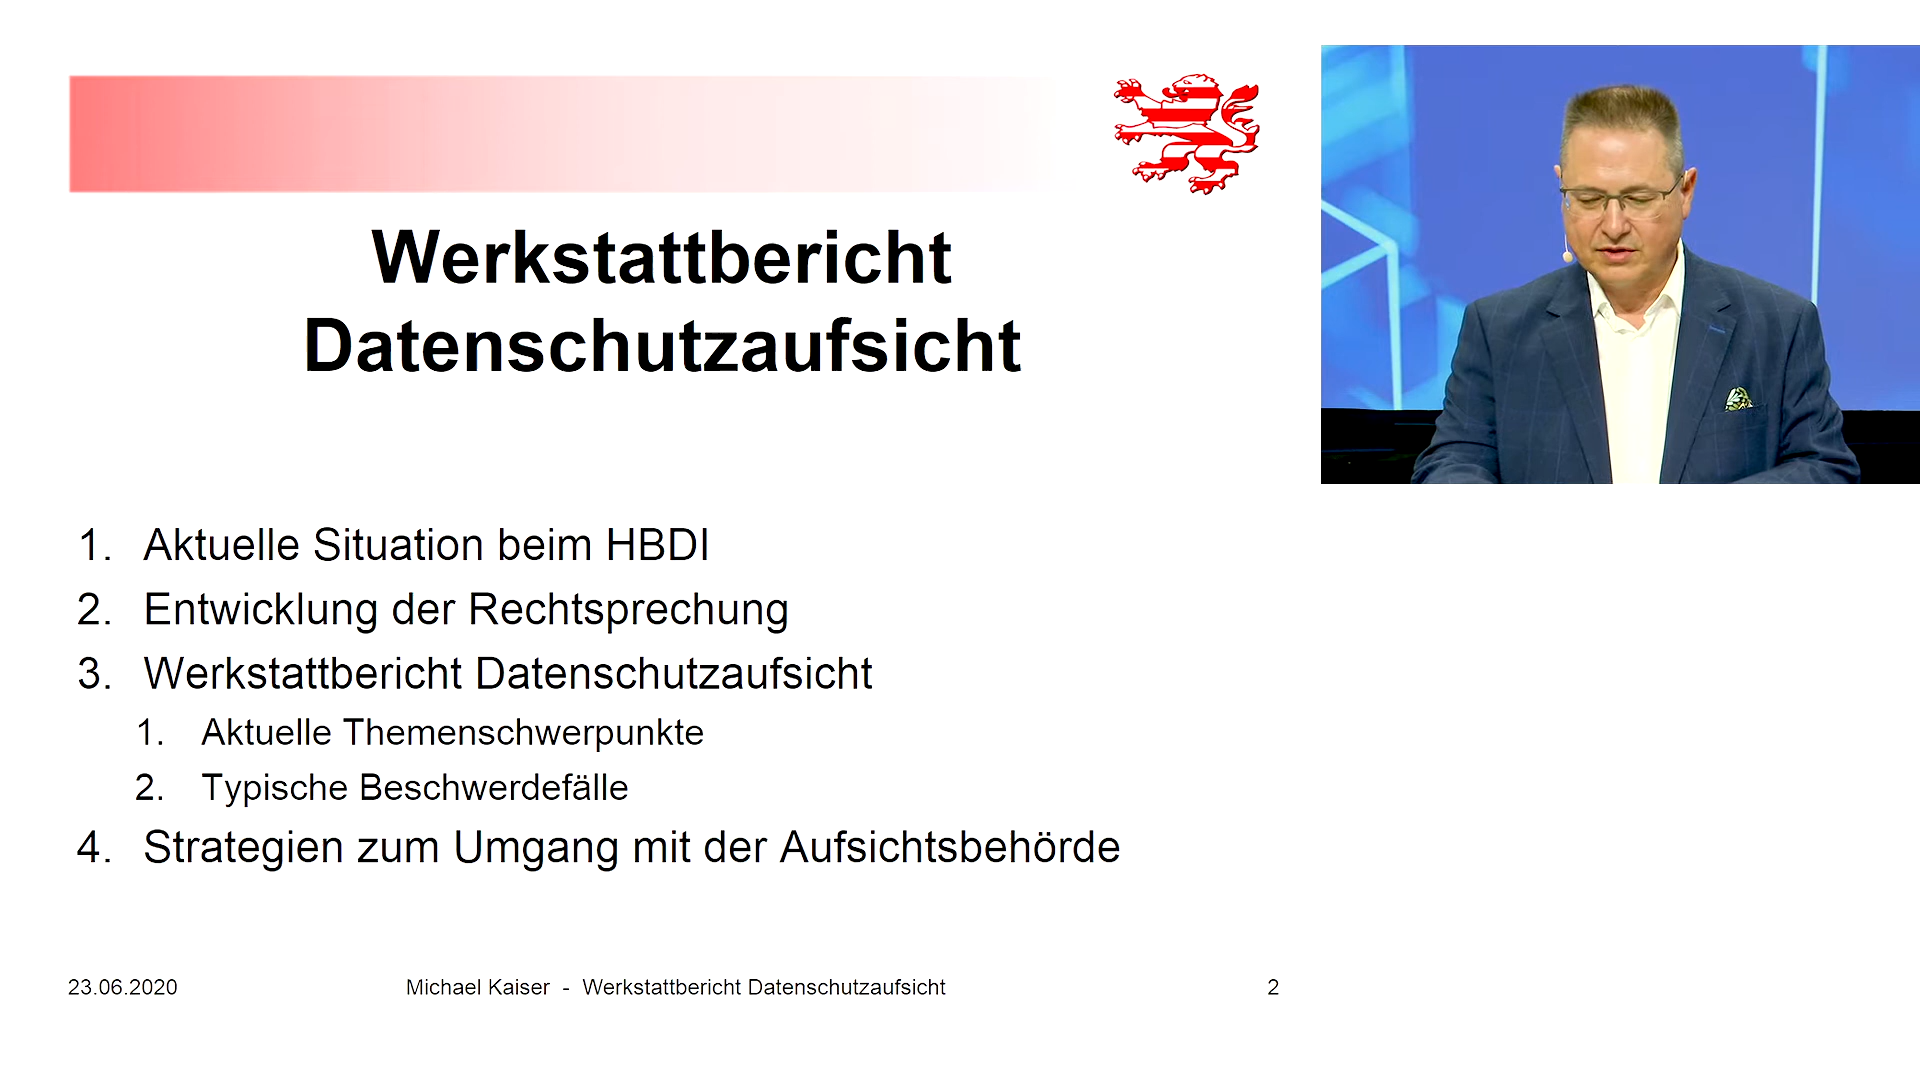 Werkstattbericht
Datenschutzaufsicht
1. Aktuelle Situation beim HBDI
2. Entwicklung der Rechtsprechung
3. Werkstattbericht Datenschutzaufsicht
1. Aktuelle Themenschwerpunkte
2. Typische Beschwerdefälle
4. Strategien zum Umgang mit der Aufsichtsbehörde
23.06.2020
Michael Kaiser - Werkstattbericht Datenschutzaufsicht
2